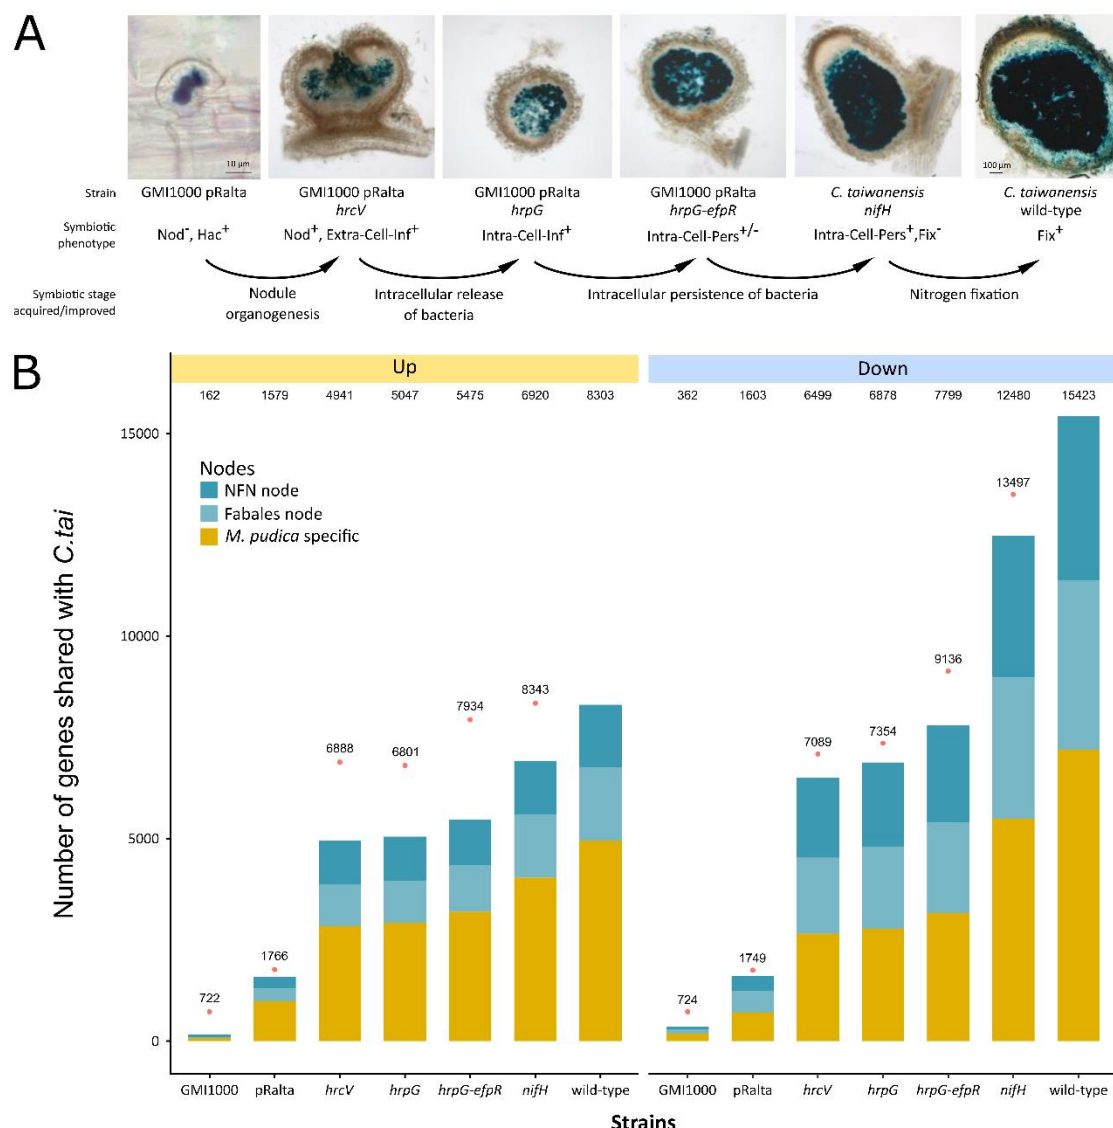 A
10 µm
100 µm
Strain
GMI1000 pRalta
GMI1000 pRalta
hrcV
GMI1000 pRalta
hrpG
GMI1000 pRalta
hrpG-efpR
C. taiwanensis
nifH
C. taiwanensis
wild-type
Symbiotic
phenotype
Nod-, Hac+
Nod+, Extra-Cell-Inf+
Intra-Cell-Inf+
Intra-Cell-Pers+/-
Intra-Cell-Pers+,Fix-
Fix+
Symbiotic stage
acquired/improved
Nodule
organogenesis
Intracellular release
of bacteria
Intracellular persistence of bacteria
Nitrogen fixation
B
Up
Down
162 1579 4941 5047 5475 6920 8303
362 1603 6499 6878 7799 12480 15423
Number of genes shared with C.tai
15000
10000
5000
0
Nodes
NFN node
Fabales node
M. pudica specific
722
1766
6888
6801
7934
8343
724
1749
7089
7354
9136
13497
GMI1000 pRalta hrcV hrpG hrpG-efpR nifH wild-type
GMI1000 pRalta hrcV hrpG hrpG-efpR nifH wild-type
Strains